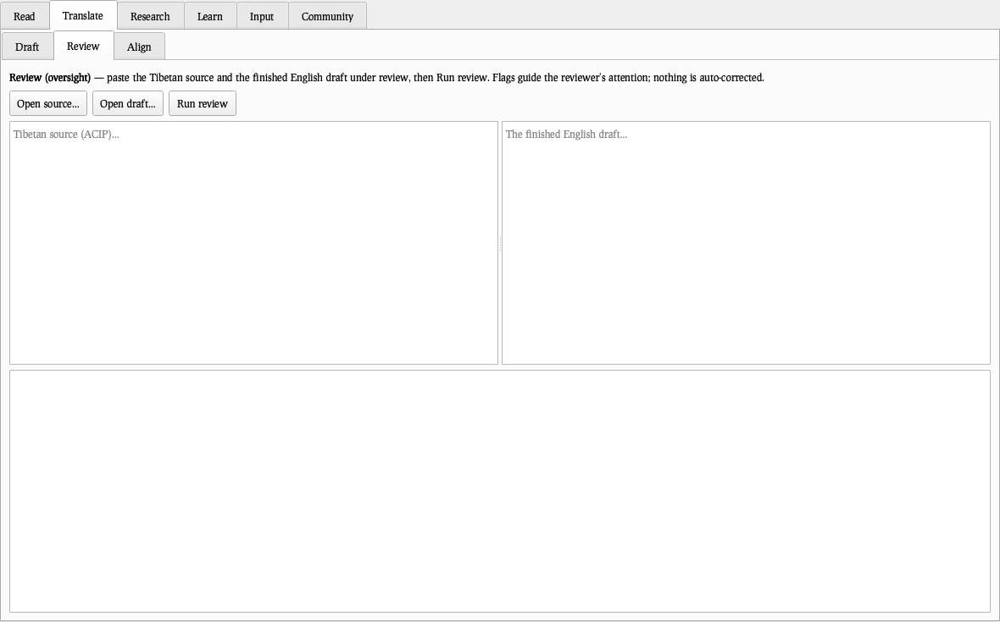 Read Translate Research Learn Input Community
Draft Review Align
Review (oversight) — paste the Tibetan source and the finished English draft under review, then Run review. Flags guide the reviewer's attention; nothing is auto-corrected.
Open source... Open draft... Run review
Tibetan source (ACIP)... The finished English draft...